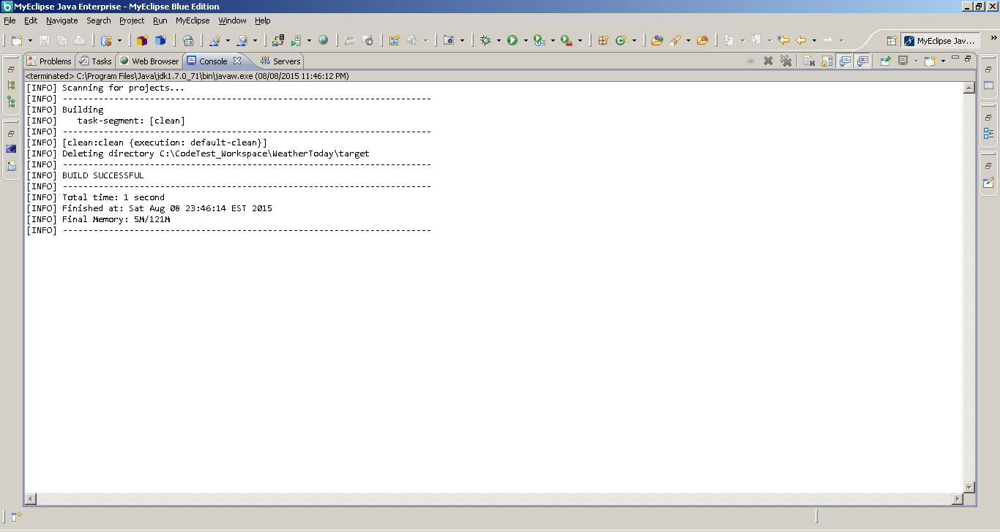 MyEclipse Java Enterprise - MyEclipse Blue Edition
File Edit Navigate Search Project Run MyEclipse Window Help
2.0 MyEclipse Jav... »
Problems Tasks Web Browser Console Servers
<terminated> C:\Program Files\Java\jdk1.7.0_71\bin\javaw.exe (08/08/2015 11:46:12 PM)
[INFO] Scanning for projects...
[INFO] ------------------------------------------------------------------------
[INFO] Building
[INFO]    task-segment: [clean]
[INFO] ------------------------------------------------------------------------
[INFO] [clean:clean {execution: default-clean}]
[INFO] Deleting directory C:\CodeTest_Workspace\WeatherToday\target
[INFO] ------------------------------------------------------------------------
[INFO] BUILD SUCCESSFUL
[INFO] ------------------------------------------------------------------------
[INFO] Total time: 1 second
[INFO] Finished at: Sat Aug 08 23:46:14 EST 2015
[INFO] Final Memory: 5M/121M
[INFO] ------------------------------------------------------------------------